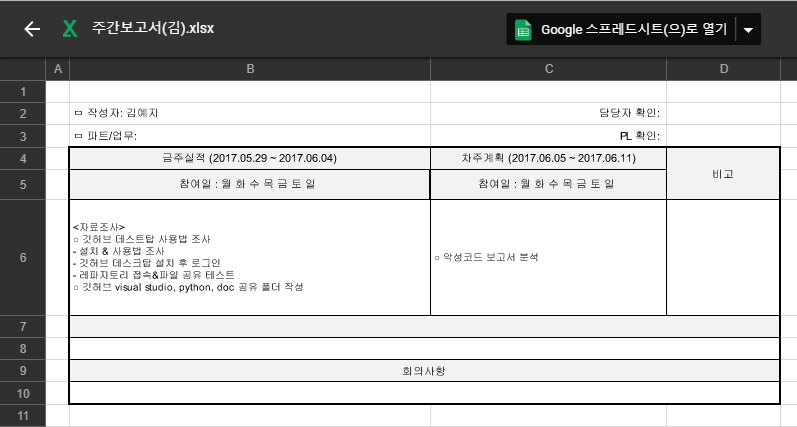 주간보고서(김).xlsx
Google 스프레드시트(으)로 열기
A B C D
1
2 ㅁ 작성자: 김예지 담당자 확인:
3 ㅁ 파트/업무: PL 확인:
4 금주실적 (2017.05.29 ~ 2017.06.04) 차주계획 (2017.06.05 ~ 2017.06.11)
비고
5 참여일 : 월 화 수 목 금 토 일 참여일 : 월 화 수 목 금 토 일
6
<자료조사>
○ 깃허브 데스트탑 사용법 조사
- 설치 & 사용법 조사
- 깃허브 데스크탑 설치 후 로그인
- 레파지토리 접속&파일 공유 테스트
○ 깃허브 visual studio, python, doc 공유 폴더 작성
○ 악성코드 보고서 분석
7
8
9 회의사항
10
11